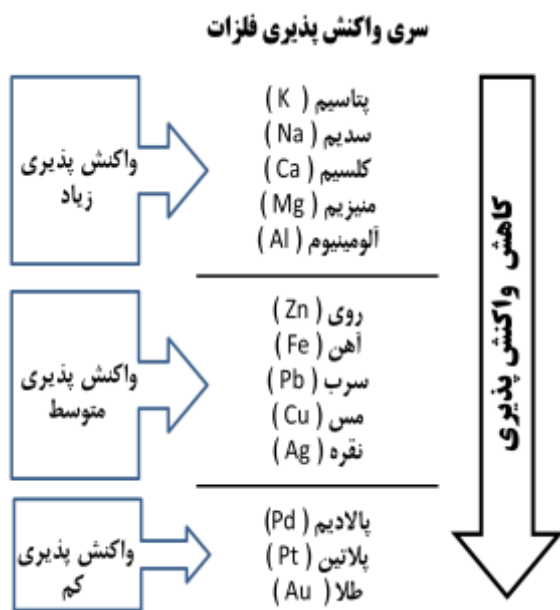 سری واکنش پذیری فلزات
واکنش پذیری
زیاد
پتاسیم ( K )
سدیم ( Na )
کلسیم ( Ca )
منیزیم ( Mg )
آلومینیوم ( Al )
واکنش پذیری
متوسط
روی ( Zn )
آهن ( Fe )
سرب ( Pb )
مس ( Cu )
نقره ( Ag )
واکنش پذیری
کم
پالادیم ( Pd )
پلاتین ( Pt )
طلا ( Au )
کاهش واکنش پذیری